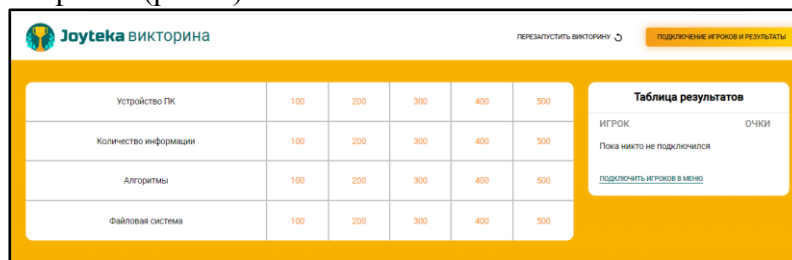 Joyteka викторина
ПЕРЕЗАПУСТИТЬ ВИКТОРИНУ
ПОДКЛЮЧЕНИЕ ИГРОКОВ И РЕЗУЛЬТАТЫ
Устройство ПК 100 200 300 400 500
Количество информации 100 200 300 400 500
Алгоритмы 100 200 300 400 500
Файловая система 100 200 300 400 500
Таблица результатов
ИГРОК ОЧКИ
Пока никто не подключился
ПОДКЛЮЧИТЬ ИГРОКОВ В МЕНЮ